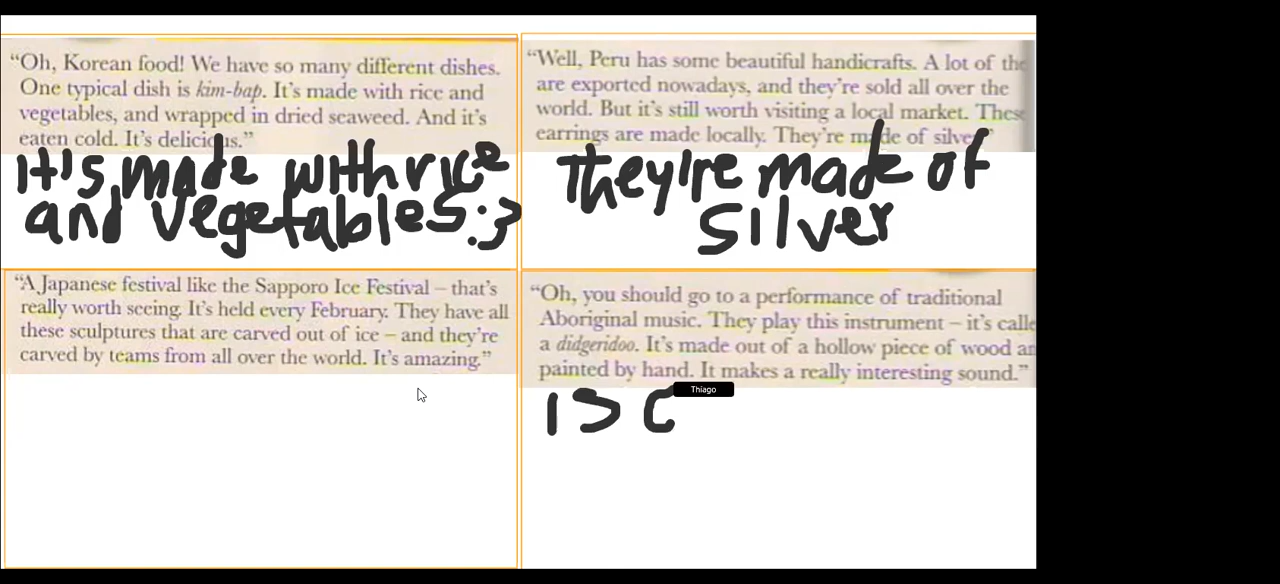 “Oh, Korean food! We have so many different dishes.
One typical dish is kim-bap. It's made with rice and
vegetables, and wrapped in dried seaweed. And it's
eaten cold. It's delicious.”
It's made with rice
and vegetables:3
“Well, Peru has some beautiful handicrafts. A lot of the
are exported nowadays, and they're sold all over the
world. But it's still worth visiting a local market. These
earrings are made locally. They're made of silver”
They're made of
silver
“A Japanese festival like the Sapporo Ice Festival – that's
really worth seeing. It's held every February. They have all
these sculptures that are carved out of ice – and they're
carved by teams from all over the world. It's amazing.”
“Oh, you should go to a performance of traditional
Aboriginal music. They play this instrument – it's calle
a didgeridoo. It's made out of a hollow piece of wood an
painted by hand. It makes a really interesting sound.”
Thiago
is c